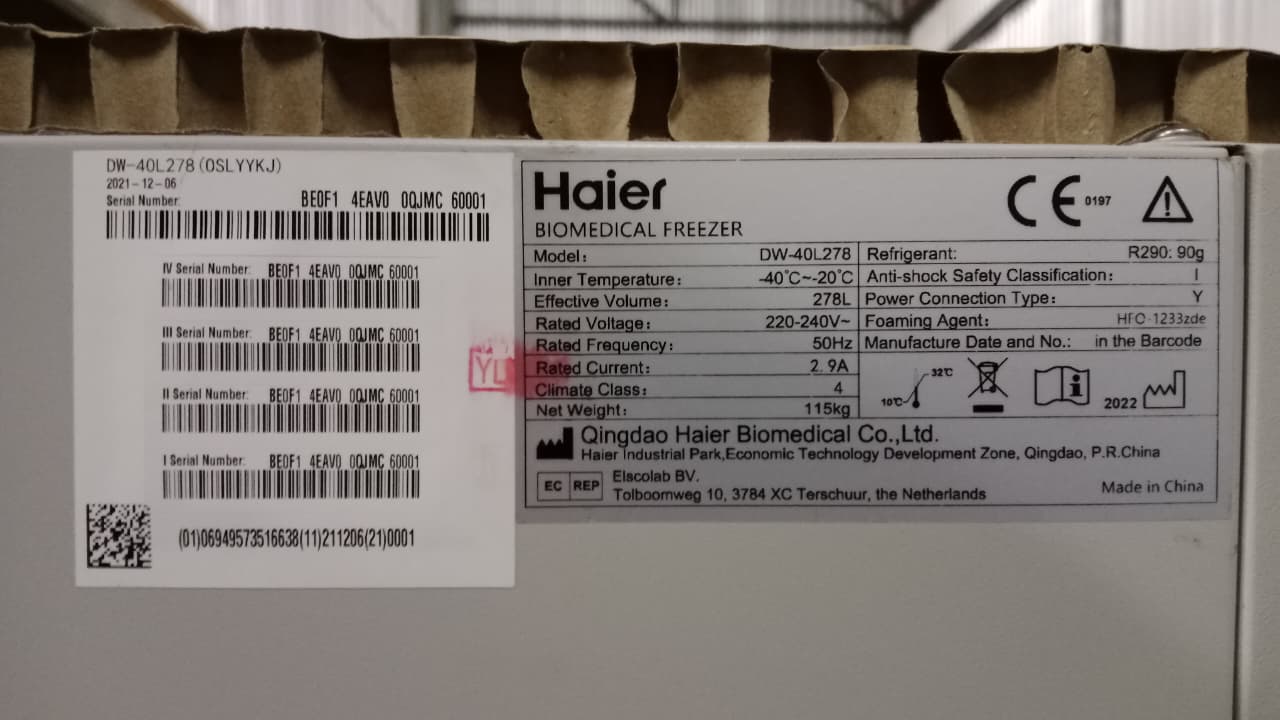 DW-40L278(OSLYYKJ)
2021-12-06
Serial Number: BE0F1 4EAV0 0QJMC 60001
IV Serial Number: BE0F1 4EAV0 0QJMC 60001
III Serial Number: BE0F1 4EAV0 0QJMC 60001
II Serial Number: BE0F1 4EAV0 0QJMC 60001
I Serial Number: BE0F1 4EAV0 0QJMC 60001
(01)06949573516638(11)211206(21)0001
YL
Haier
BIOMEDICAL FREEZER
CE 0197
Model: DW-40L278
Inner Temperature: -40℃~-20℃
Effective Volume: 278L
Rated Voltage: 220-240V~
Rated Frequency: 50Hz
Rated Current: 2.9A
Climate Class: 4
Net Weight: 115kg
Refrigerant: R290: 90g
Anti-shock Safety Classification: I
Power Connection Type: Y
Foaming Agent: HFO-1233zde
Manufacture Date and No.: in the Barcode
10℃ 32℃
i
2022
Qingdao Haier Biomedical Co.,Ltd.
Haier Industrial Park,Economic Technology Development Zone, Qingdao, P.R.China
EC REP
Elscolab BV.
Tolboomweg 10, 3784 XC Terschuur, the Netherlands
Made in China